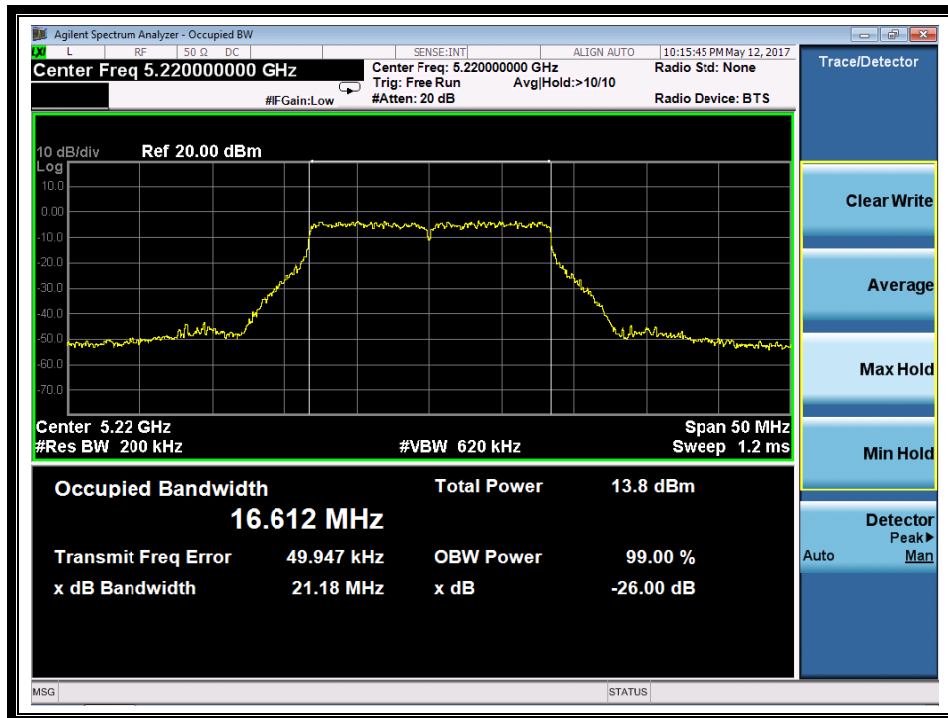 Agilent Spectrum Analyzer - Occupied BW
LXI L RF 50 Ω DC SENSE:INT ALIGN AUTO 10:15:45 PM May 12, 2017
Center Freq 5.220000000 GHz
Center Freq: 5.220000000 GHz Radio Std: None
Trig: Free Run Avg|Hold:>10/10
#IFGain:Low #Atten: 20 dB Radio Device: BTS
10 dB/div Ref 20.00 dBm
Log
10.0
0.00
-10.0
-20.0
-30.0
-40.0
-50.0
-60.0
-70.0
Center 5.22 GHz Span 50 MHz
#Res BW 200 kHz #VBW 620 kHz Sweep 1.2 ms
Occupied Bandwidth Total Power 13.8 dBm
16.612 MHz
Transmit Freq Error 49.947 kHz OBW Power 99.00 %
x dB Bandwidth 21.18 MHz x dB -26.00 dB
MSG STATUS
Trace/Detector
Clear Write
Average
Max Hold
Min Hold
Detector
Peak▶
Auto Man